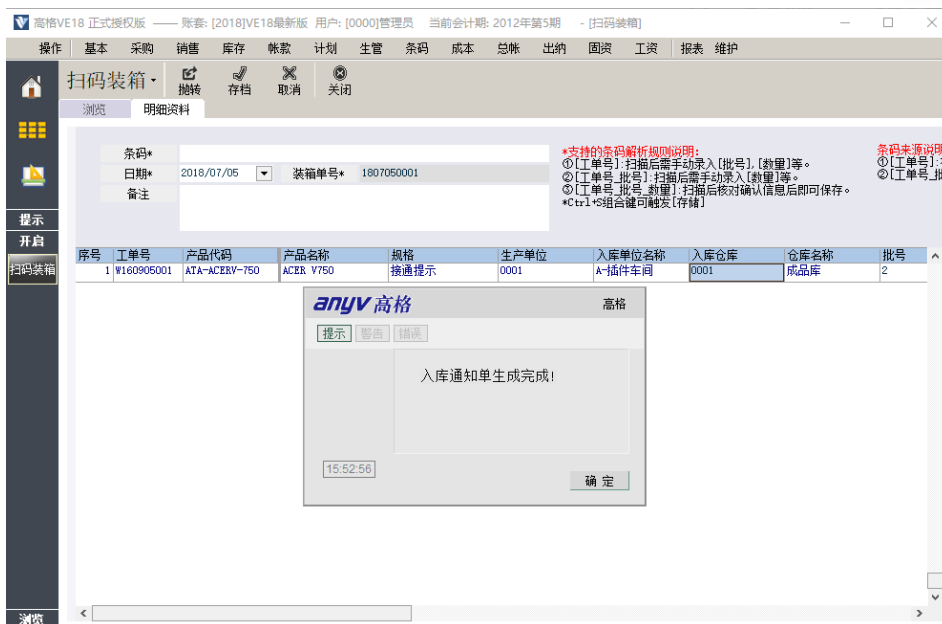 高格VE18 正式授权版 —— 账套: [2018]VE18最新版 用户: [0000]管理员 当前会计期: 2012年第5期 - [扫码装箱]
操作 基本 采购 销售 库存 帐款 计划 生管 条码 成本 总帐 出纳 固资 工资 报表 维护
扫码装箱 抛转 存档 取消 关闭
浏览 明细资料
条码*
日期* 2018/07/05 装箱单号* 1807050001
备注
*支持的条码解析规则说明:
①[工单号]:扫描后需手动录入[批号],[数量]等。
②[工单号_批号]:扫描后需手动录入[数量]等。
③[工单号_批号_数量]:扫描后核对确认信息后即可保存。
*Ctrl+S组合键可触发[存储]
条码来源说明
①[工单号]:
②[工单号_批
提示
开启
扫码装箱
序号 工单号 产品代码 产品名称 规格 生产单位 入库单位名称 入库仓库 仓库名称 批号
1 W160905001 ATA-ACERV-750 ACER V750 接通提示 0001 A-插件车间 0001 成品库 2
anyv 高格 高格
提示 警告 错误
入库通知单生成完成!
15:52:56
确 定
浏览